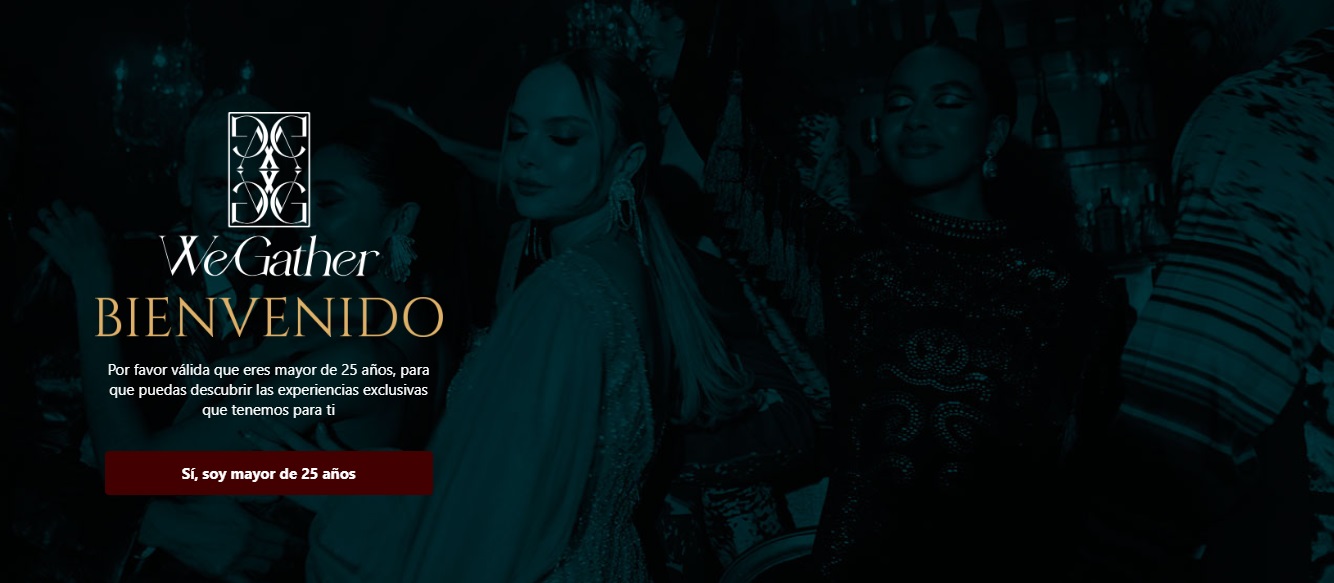 WeGather
BIENVENIDO
Por favor válida que eres mayor de 25 años, para
que puedas descubrir las experiencias exclusivas
que tenemos para ti
Sí, soy mayor de 25 años